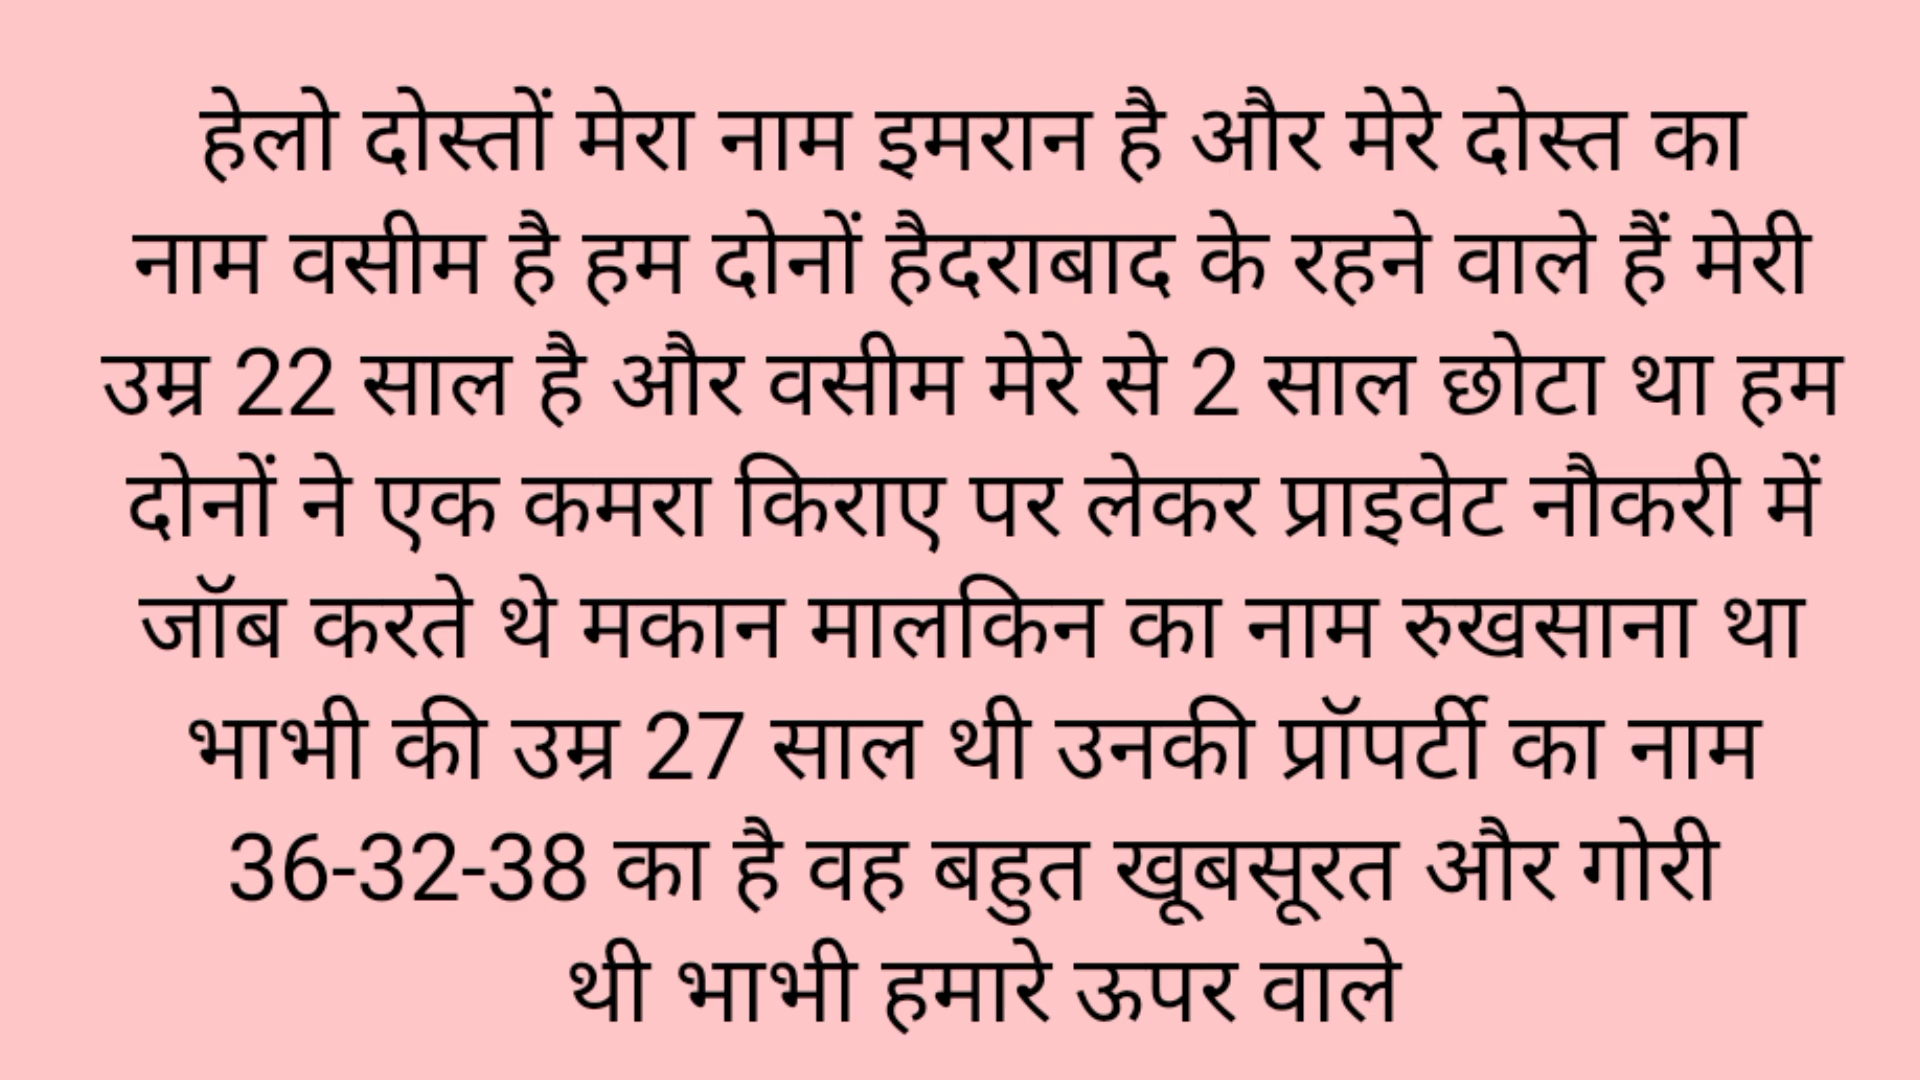 हेलो दोस्तों मेरा नाम इमरान है और मेरे दोस्त का
नाम वसीम है हम दोनों हैदराबाद के रहने वाले हैं मेरी
उम्र 22 साल है और वसीम मेरे से 2 साल छोटा था हम
दोनों ने एक कमरा किराए पर लेकर प्राइवेट नौकरी में
जॉब करते थे मकान मालकिन का नाम रुखसाना था
भाभी की उम्र 27 साल थी उनकी प्रॉपर्टी का नाम
36-32-38 का है वह बहुत खूबसूरत और गोरी
थी भाभी हमारे ऊपर वाले